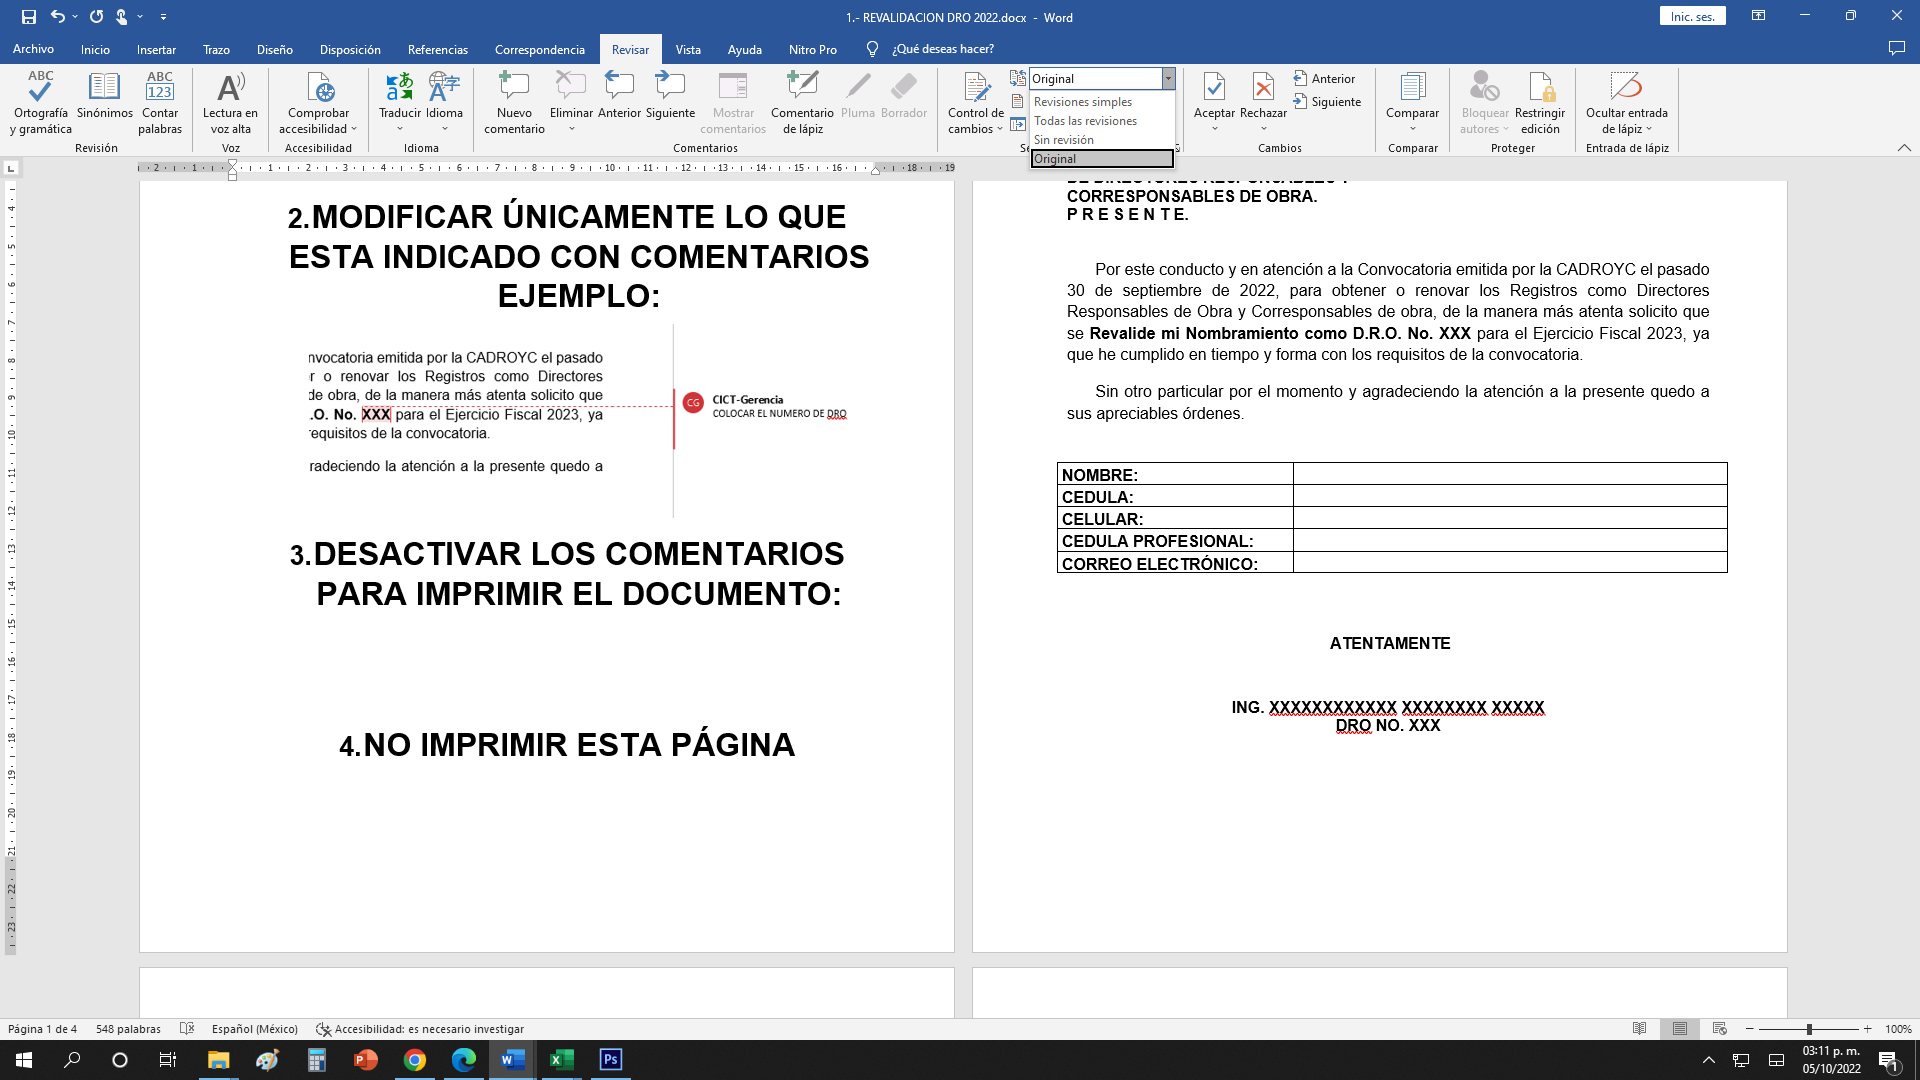 1.- REVALIDACION DRO 2022.docx - Word
Inic. ses.
Archivo Inicio Insertar Trazo Diseño Disposición Referencias Correspondencia Revisar Vista Ayuda Nitro Pro ¿Qué deseas hacer?
ABC
Ortografía y gramática
Sinónimos
ABC
123
Contar palabras
Revisión
Lectura en voz alta
Voz
Comprobar accesibilidad
Accesibilidad
Traducir
Idioma
Idioma
Nuevo comentario
Eliminar
Anterior
Siguiente
Mostrar comentarios
Comentario de lápiz
Pluma
Borrador
Comentarios
Control de cambios
Original
Revisiones simples
Todas las revisiones
Sin revisión
Original
Aceptar
Rechazar
Anterior
Siguiente
Cambios
Comparar
Comparar
Bloquear autores
Restringir edición
Proteger
Ocultar entrada de lápiz
Entrada de lápiz
2.MODIFICAR ÚNICAMENTE LO QUE
ESTA INDICADO CON COMENTARIOS
EJEMPLO:
nvocatoria emitida por la CADROYC el pasado
r o renovar los Registros como Directores
de obra, de la manera más atenta solicito que
.O. No. XXX para el Ejercicio Fiscal 2023, ya
requisitos de la convocatoria.
radeciendo la atención a la presente quedo a
CG
CICT-Gerencia
COLOCAR EL NUMERO DE DRO
3.DESACTIVAR LOS COMENTARIOS
PARA IMPRIMIR EL DOCUMENTO:
4.NO IMPRIMIR ESTA PÁGINA
DE DIRECTORES RESPONSABLES Y
CORRESPONSABLES DE OBRA.
P R E S E N T E.
Por este conducto y en atención a la Convocatoria emitida por la CADROYC el pasado
30 de septiembre de 2022, para obtener o renovar los Registros como Directores
Responsables de Obra y Corresponsables de obra, de la manera más atenta solicito que
se Revalide mi Nombramiento como D.R.O. No. XXX para el Ejercicio Fiscal 2023, ya
que he cumplido en tiempo y forma con los requisitos de la convocatoria.
Sin otro particular por el momento y agradeciendo la atención a la presente quedo a
sus apreciables órdenes.
NOMBRE:
CEDULA:
CELULAR:
CEDULA PROFESIONAL:
CORREO ELECTRÓNICO:
ATENTAMENTE
ING. XXXXXXXXXXXX XXXXXXXX XXXXX
DRO NO. XXX
Página 1 de 4 548 palabras Español (México) Accesibilidad: es necesario investigar
100%
03:11 p. m.
05/10/2022
1